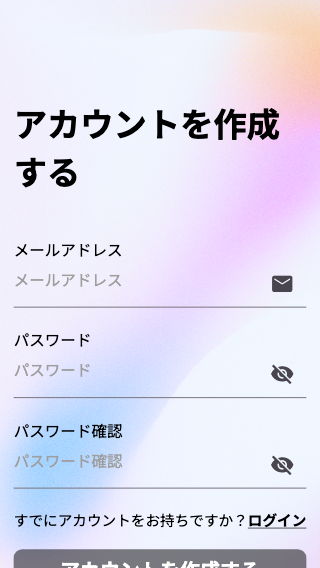 アカウントを作成
する
メールアドレス
メールアドレス
パスワード
パスワード
パスワード確認
パスワード確認
すでにアカウントをお持ちですか？ログイン
アカウントを作成する